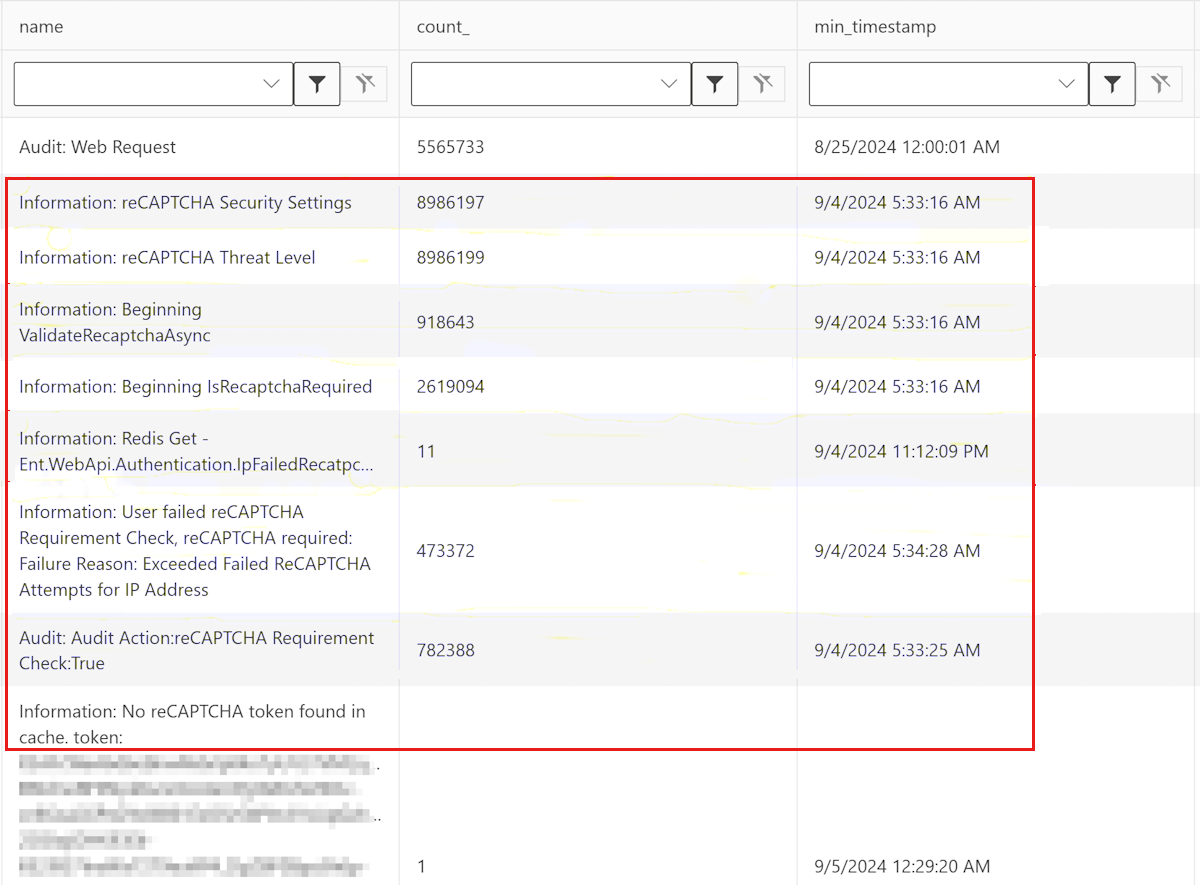 name count_ min_timestamp
Audit: Web Request 5565733 8/25/2024 12:00:01 AM
Information: reCAPTCHA Security Settings 8986197 9/4/2024 5:33:16 AM
Information: reCAPTCHA Threat Level 8986199 9/4/2024 5:33:16 AM
Information: Beginning
ValidateRecaptchaAsync
918643 9/4/2024 5:33:16 AM
Information: Beginning IsRecaptchaRequired 2619094 9/4/2024 5:33:16 AM
Information: Redis Get -
Ent.WebApi.Authentication.IpFailedRecatpc...
11 9/4/2024 11:12:09 PM
Information: User failed reCAPTCHA
Requirement Check, reCAPTCHA required:
Failure Reason: Exceeded Failed ReCAPTCHA
Attempts for IP Address
473372 9/4/2024 5:34:28 AM
Audit: Audit Action:reCAPTCHA Requirement
Check:True
782388 9/4/2024 5:33:25 AM
Information: No reCAPTCHA token found in
cache. token:
1 9/5/2024 12:29:20 AM